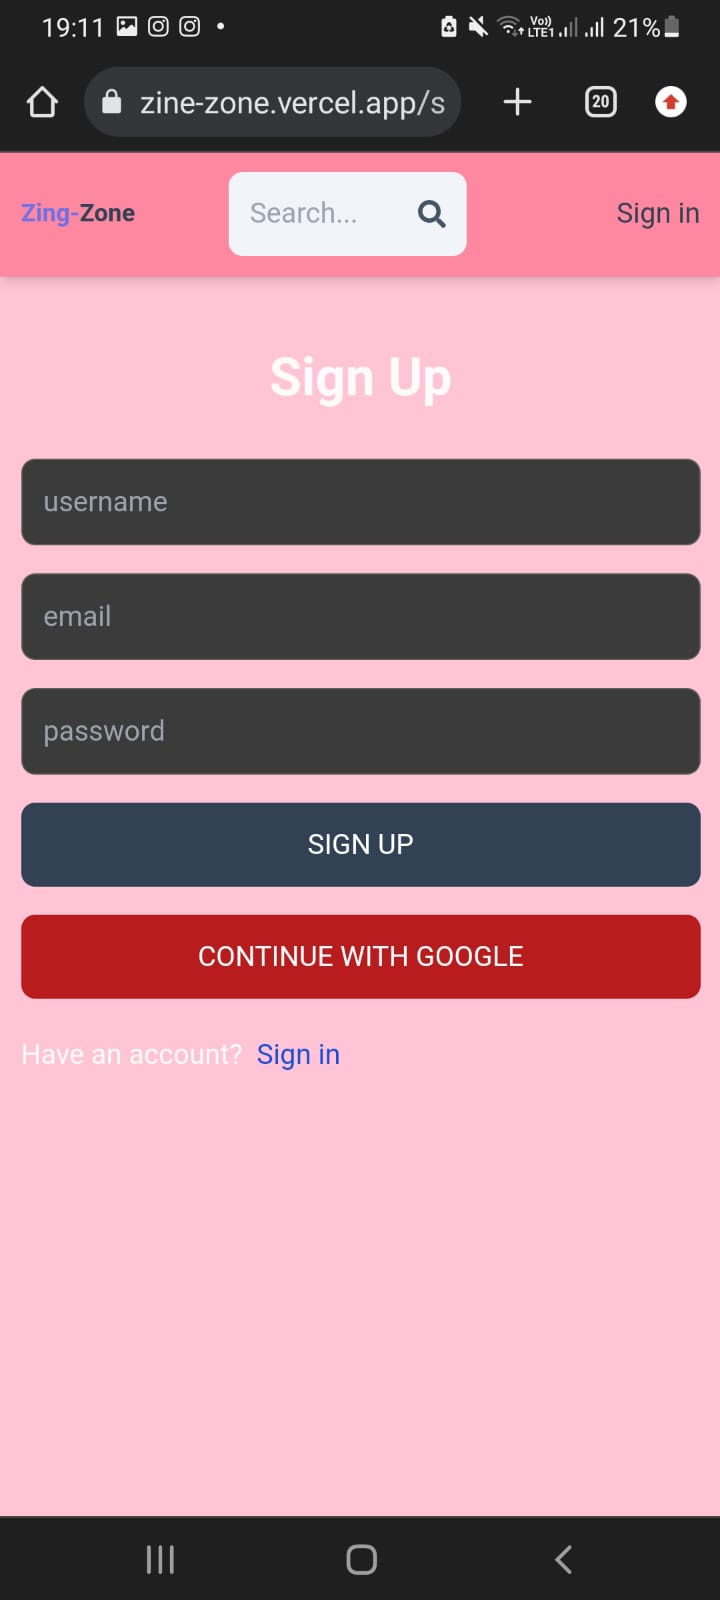 19:11 Vo)) LTE1 21%
zine-zone.vercel.app/s 20
Zing-Zone Search... Sign in
Sign Up
username
email
password
SIGN UP
CONTINUE WITH GOOGLE
Have an account? Sign in